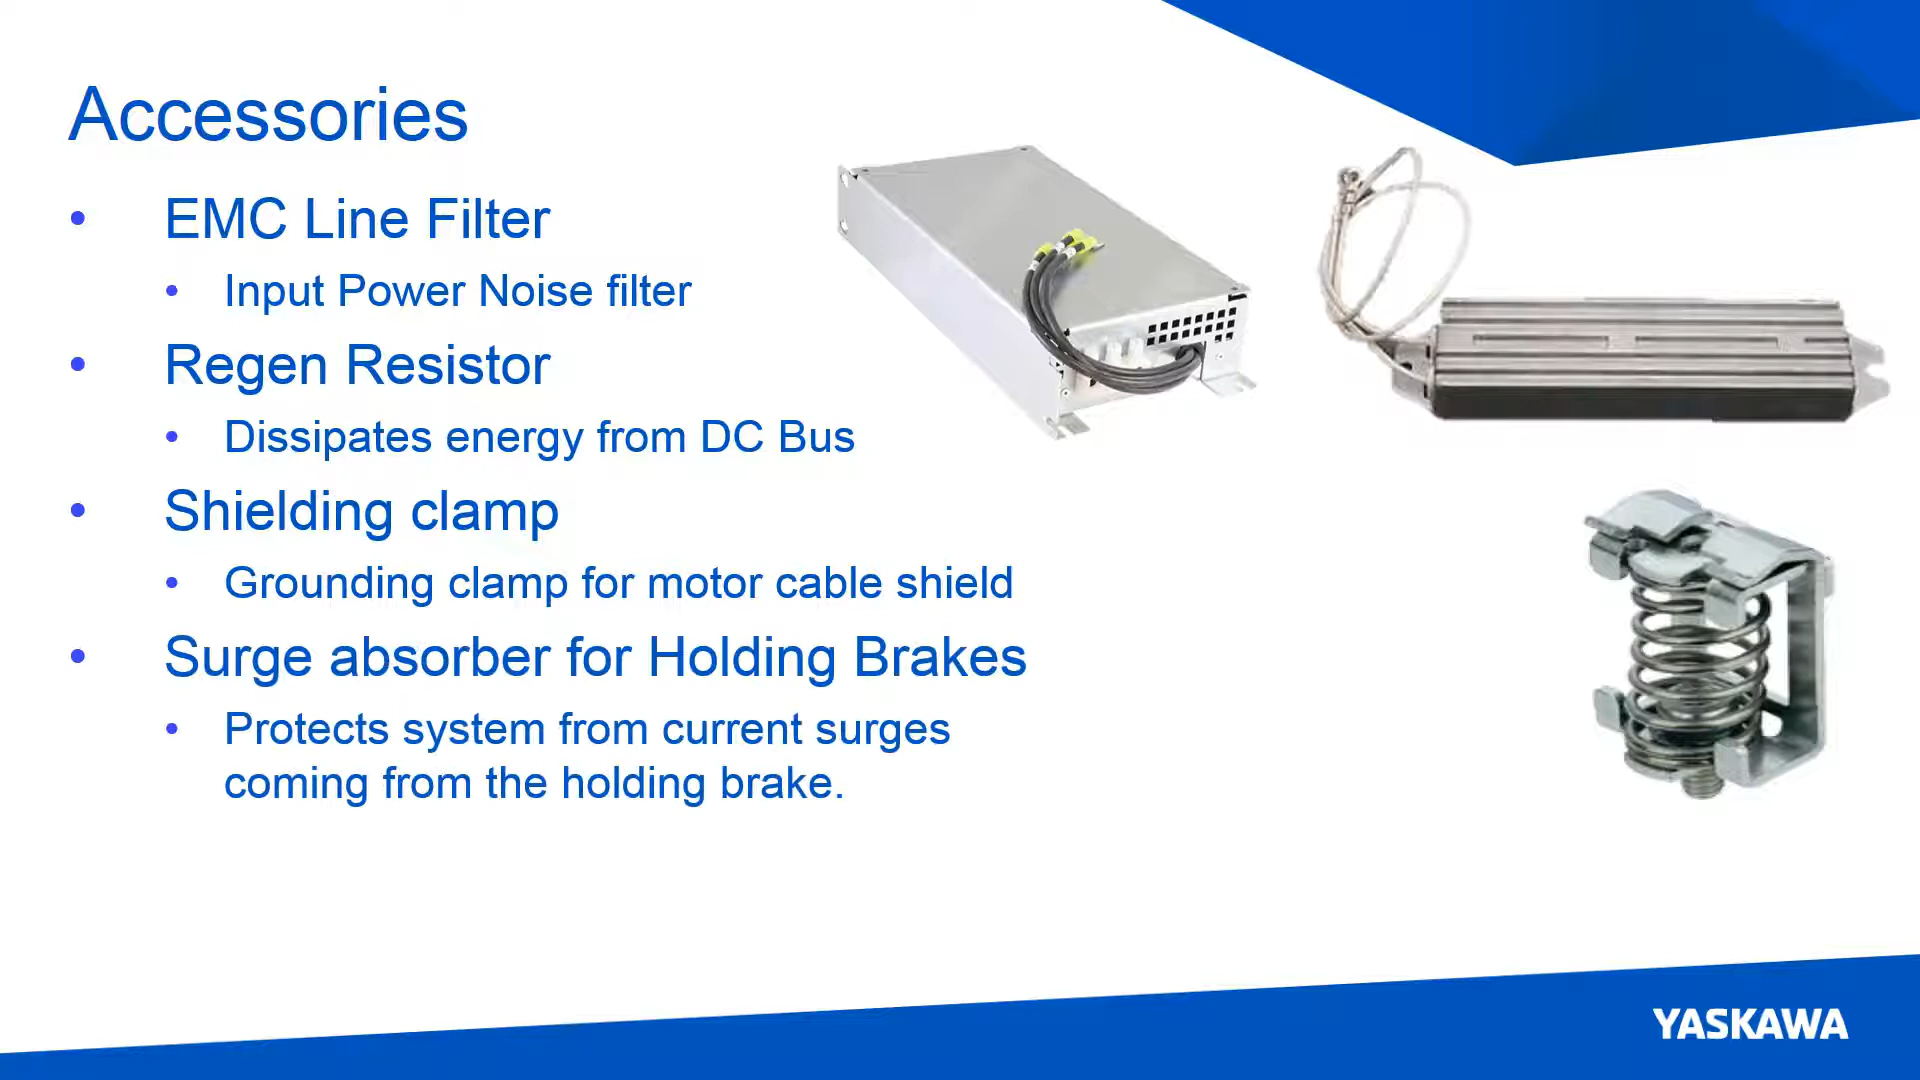 Accessories
• EMC Line Filter
• Input Power Noise filter
• Regen Resistor
• Dissipates energy from DC Bus
• Shielding clamp
• Grounding clamp for motor cable shield
• Surge absorber for Holding Brakes
• Protects system from current surges
coming from the holding brake.
YASKAWA